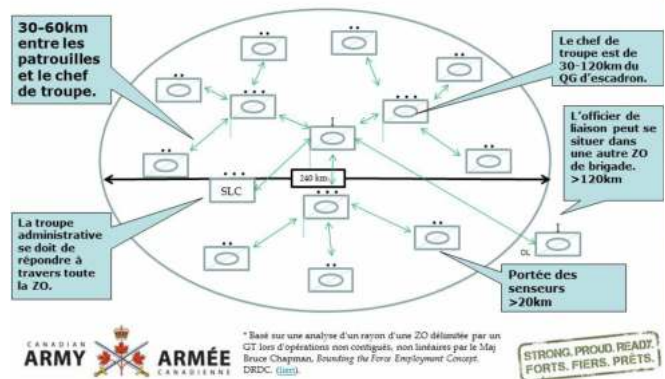 30-60km
entre les
patrouilles
et le chef
de troupe.
Le chef de
troupe est de
30-120km du
QG d'escadron.
L'officier de
liaison peut se
situer dans
une autre ZO
de brigade.
>120km
240 km
SLC
La troupe
administrative
se doit de
répondre à
travers toute
la ZO.
DL
Portée des
senseurs
>20km
CANADIAN
ARMY
ARMÉE
CANADIENNE
* Basé sur une analyse d'un rayon d'une ZO délimitée par un
GT lors d'opérations non contiguës, non linéaires par le Maj
Bruce Chapman, Bounding the Force Employment Concept.
DRDC. (lien).
STRONG. PROUD. READY.
FORTS. FIERS. PRÊTS.